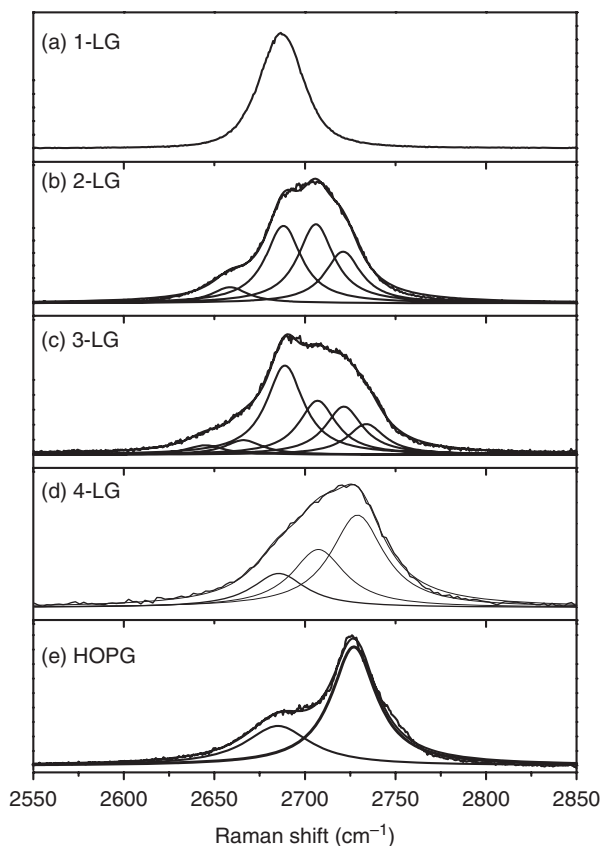 (a) 1-LG
(b) 2-LG
(c) 3-LG
(d) 4-LG
(e) HOPG
2550 2600 2650 2700 2750 2800 2850
Raman shift (cm⁻¹)